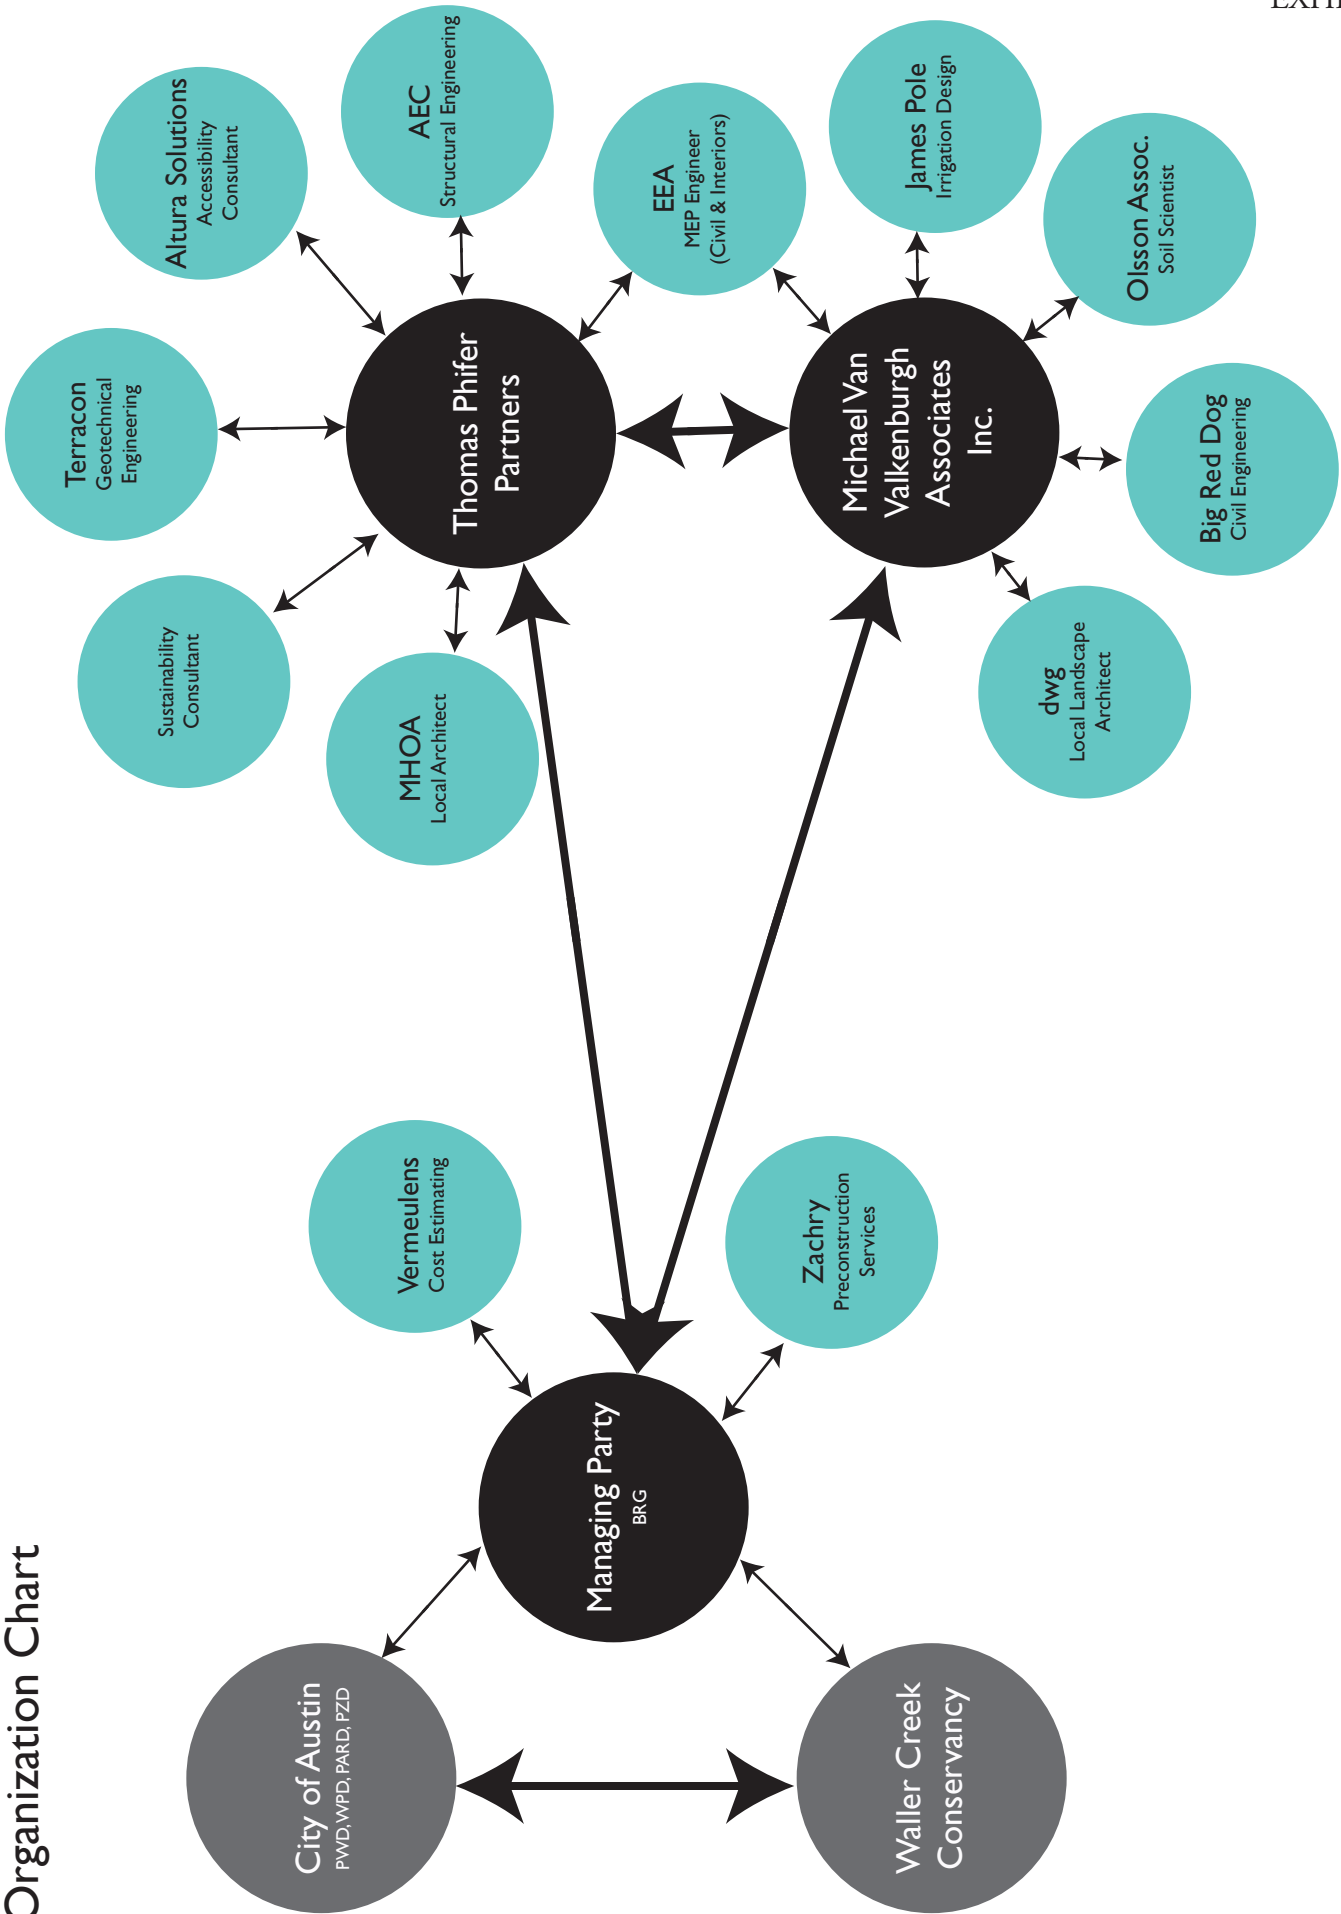 Organization Chart
City of Austin
PWD, WPD, PARD, PZD
Waller Creek
Conservancy
Managing Party
BRG
Vermeulens
Cost Estimating
Zachry
Preconstruction
Services
MHOA
Local Architect
Sustainability
Consultant
Terracon
Geotechnical
Engineering
Altura Solutions
Accessibility
Consultant
AEC
Structural Engineering
Thomas Phifer
Partners
EEA
MEP Engineer
(Civil & Interiors)
Michael Van
Valkenburgh
Associates
Inc.
James Pole
Irrigation Design
Olsson Assoc.
Soil Scientist
Big Red Dog
Civil Engineering
dwg
Local Landscape
Architect